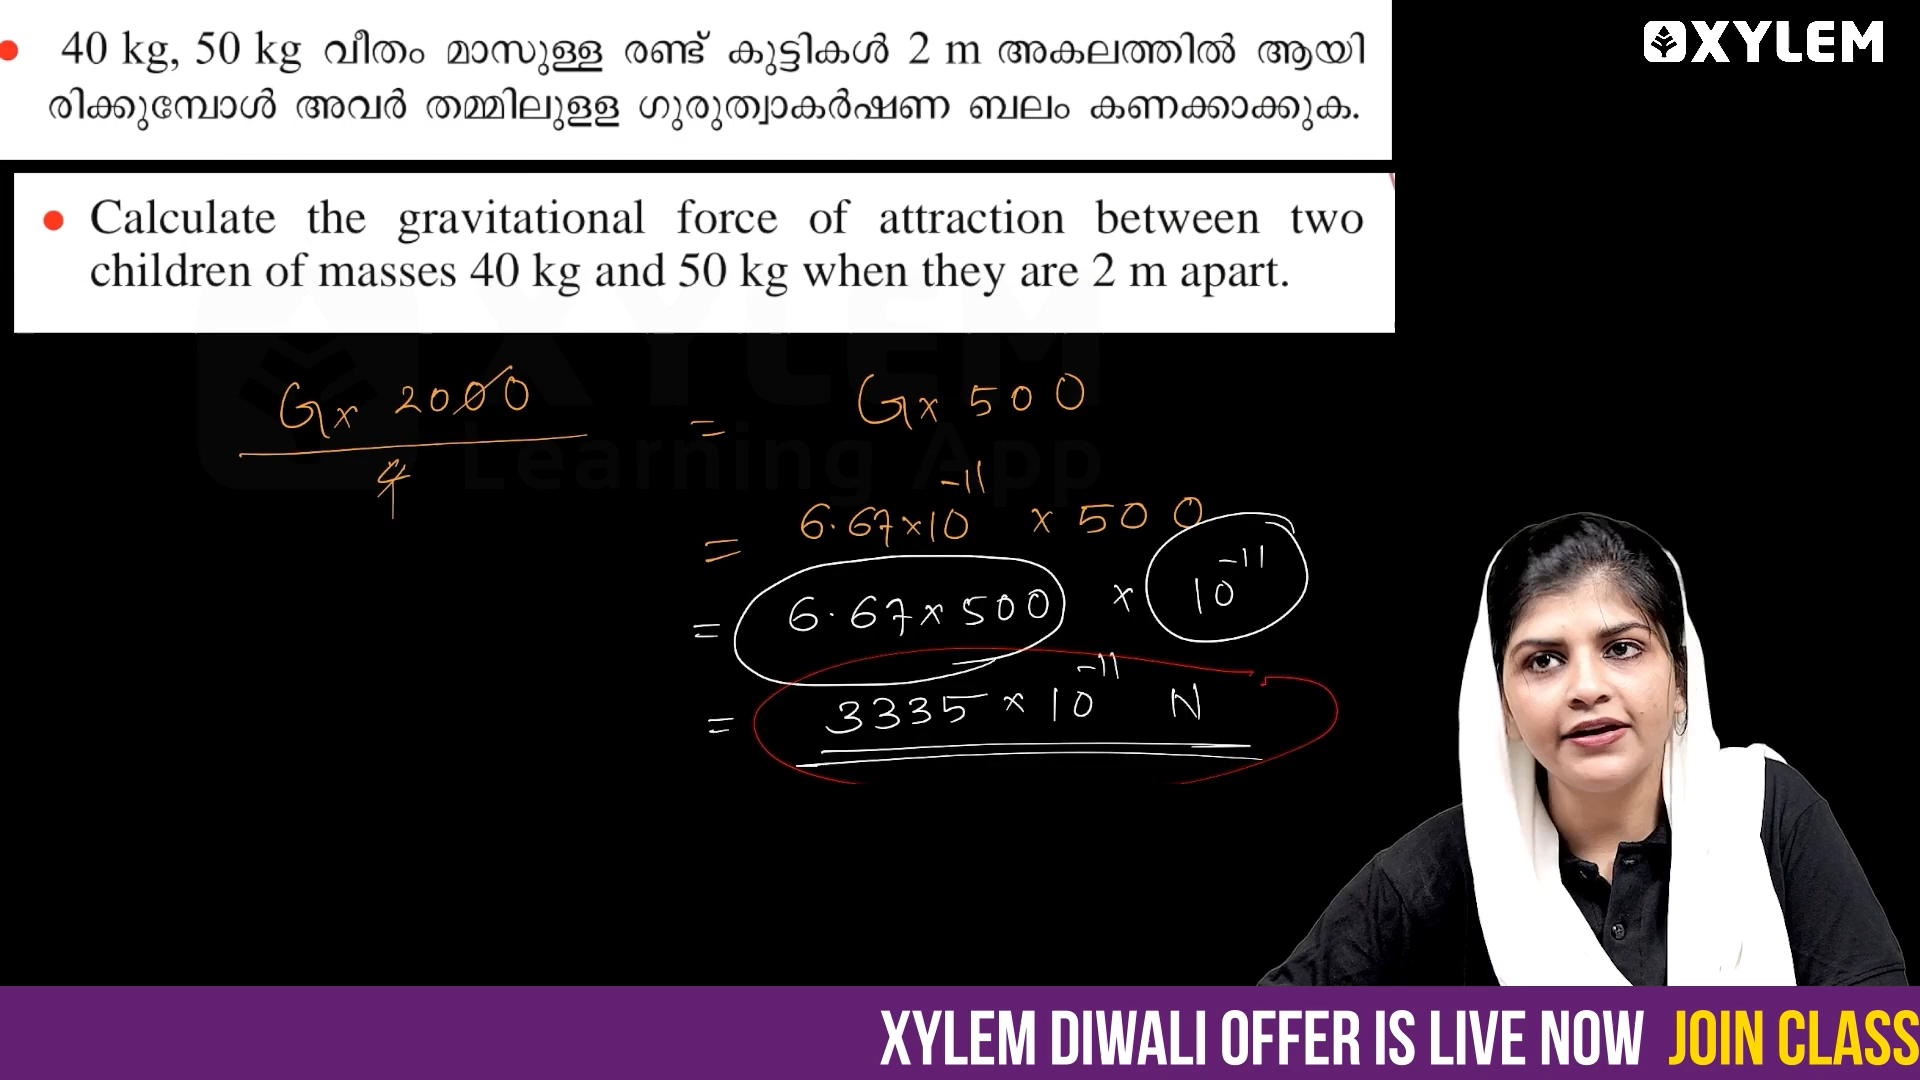 40 kg, 50 kg വീതം മാസുള്ള രണ്ട് കുട്ടികൾ 2 m അകലത്തിൽ ആയി
രിക്കുമ്പോൾ അവർ തമ്മിലുള്ള ഗുരുത്വാകർഷണ ബലം കണക്കാക്കുക.
XYLEM
Calculate the gravitational force of attraction between two
children of masses 40 kg and 50 kg when they are 2 m apart.
XYLEM
Learning App
G x 2000 = G x 500
4
= 6.67 x 10⁻¹¹ x 500
= 6.67 x 500 x 10⁻¹¹
= 3335 x 10⁻¹¹ N
XYLEM DIWALI OFFER IS LIVE NOW JOIN CLASS